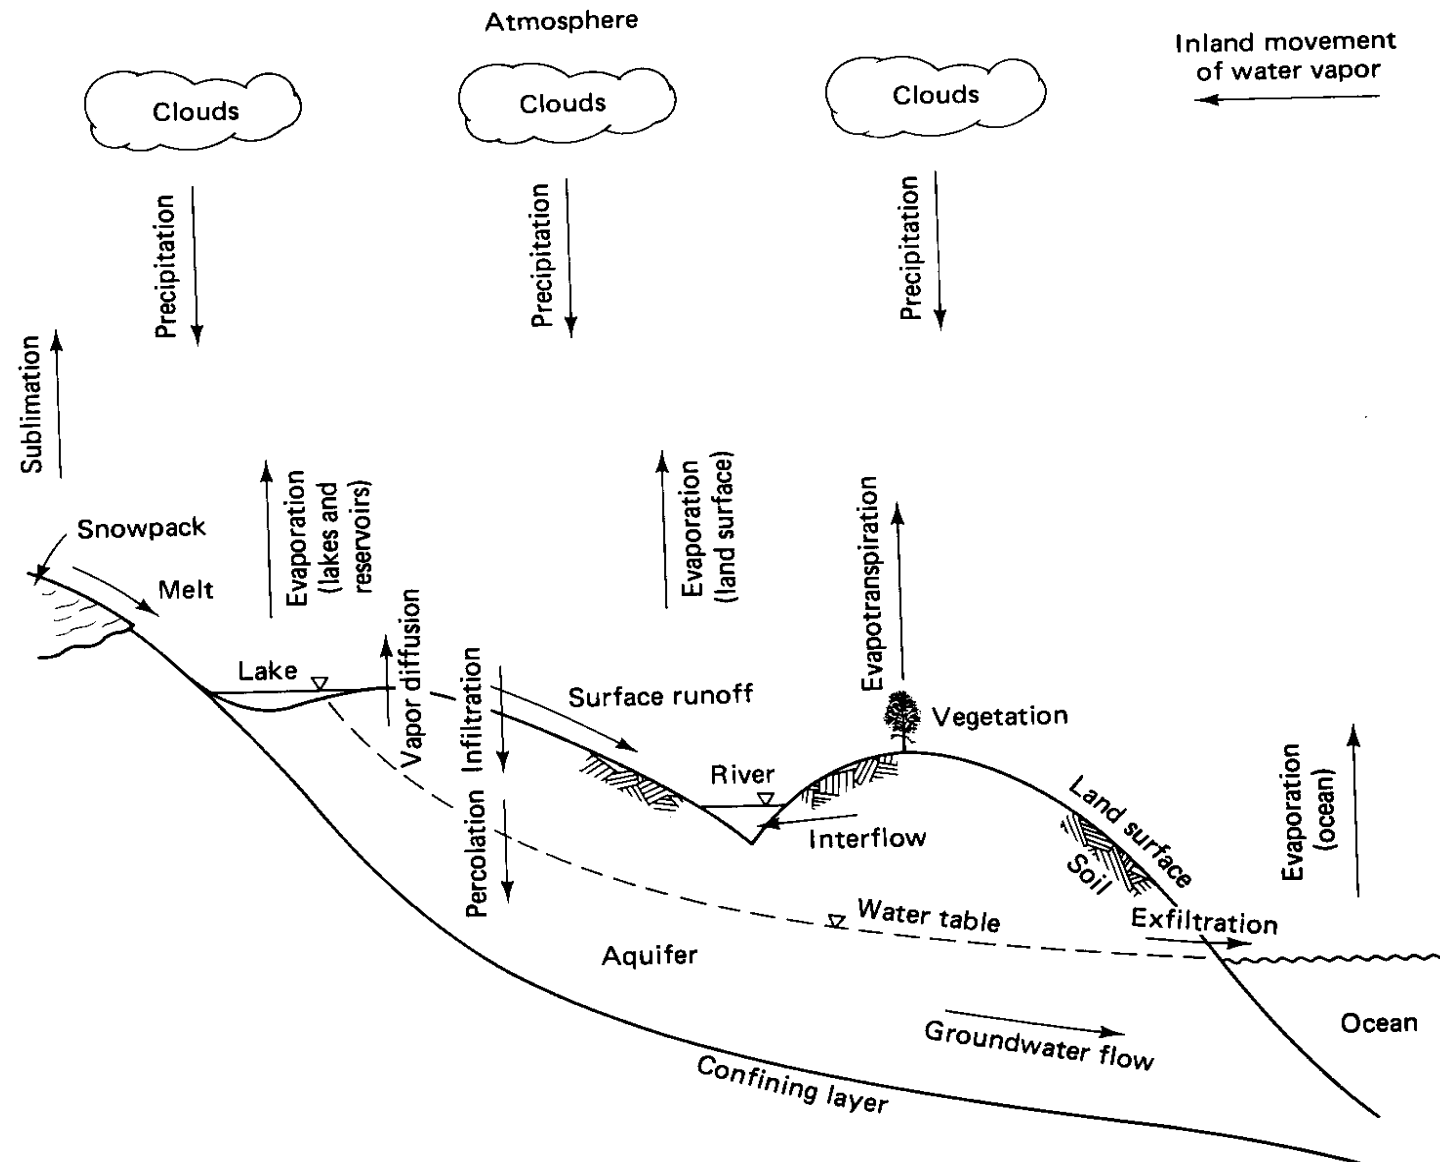 Atmosphere
Inland movement
of water vapor
Clouds
Clouds
Clouds
Precipitation
Precipitation
Precipitation
Sublimation
Snowpack
Melt
Evaporation
(lakes and
reservoirs)
Evaporation
(land surface)
Evapotranspiration
Lake
Vapor diffusion
Infiltration
Surface runoff
Vegetation
River
Percolation
Interflow
Land surface
Soil
Evaporation
(ocean)
Water table
Exfiltration
Aquifer
Groundwater flow
Ocean
Confining layer